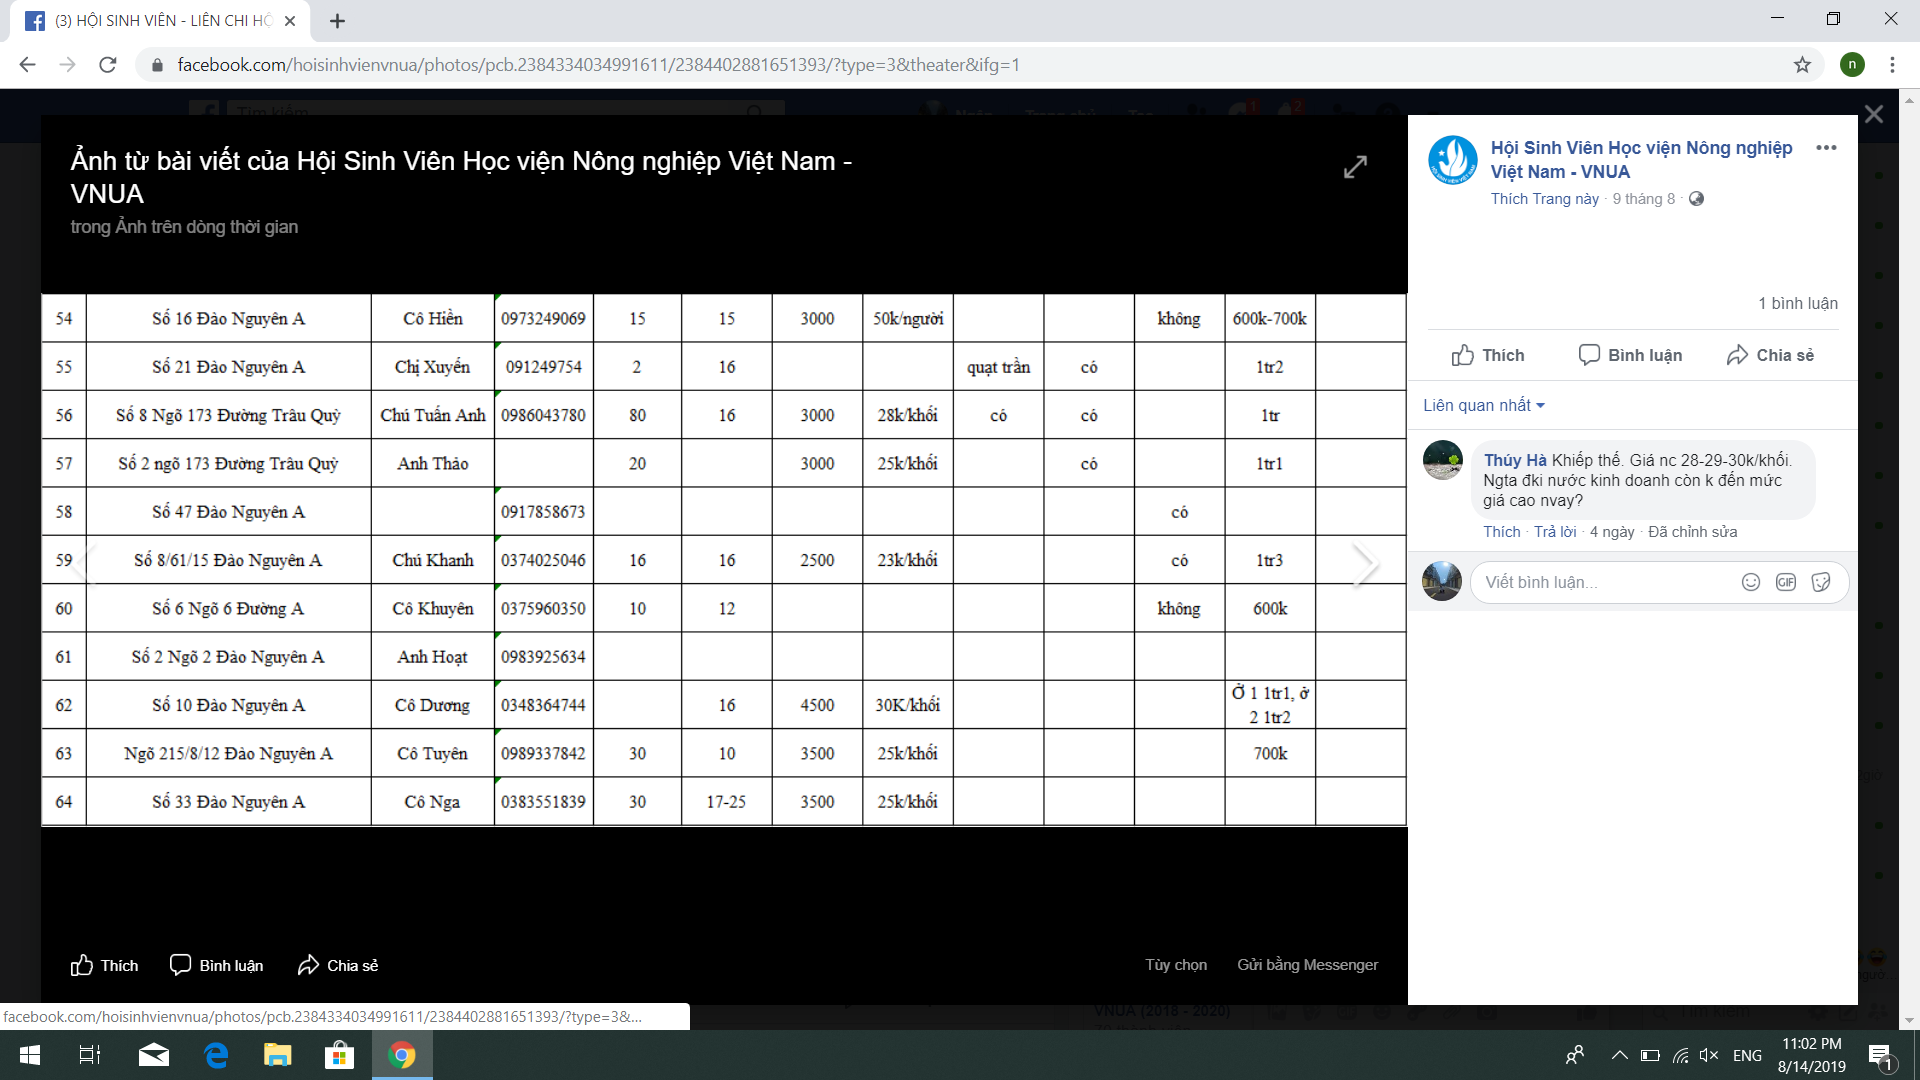 (3) HỘI SINH VIÊN - LIÊN CHI HỘ
facebook.com/hoisinhvienvnua/photos/pcb.2384334034991611/2384402881651393/?type=3&theater&ifg=1
n
Tìm kiếm
Trang chủ
1
2
Ảnh từ bài viết của Hội Sinh Viên Học viện Nông nghiệp Việt Nam -
VNUA
trong Ảnh trên dòng thời gian
54 Số 16 Đào Nguyên A Cô Hiền 0973249069 15 15 3000 50k/người không 600k-700k
55 Số 21 Đào Nguyên A Chị Xuyến 091249754 2 16 quạt trần có 1tr2
56 Số 8 Ngõ 173 Đường Trâu Quỳ Chú Tuấn Anh 0986043780 80 16 3000 28k/khối có có 1tr
57 Số 2 ngõ 173 Đường Trâu Quỳ Anh Thảo 20 3000 25k/khối có 1tr1
58 Số 47 Đào Nguyên A 0917858673 có
59 Số 8/61/15 Đào Nguyên A Chú Khanh 0374025046 16 16 2500 23k/khối có 1tr3
60 Số 6 Ngõ 6 Đường A Cô Khuyên 0375960350 10 12 không 600k
61 Số 2 Ngõ 2 Đào Nguyên A Anh Hoạt 0983925634
62 Số 10 Đào Nguyên A Cô Dương 0348364744 16 4500 30K/khối Ở 1 1tr1, ở
2 1tr2
63 Ngõ 215/8/12 Đào Nguyên A Cô Tuyên 0989337842 30 10 3500 25k/khối 700k
64 Số 33 Đào Nguyên A Cô Nga 0383551839 30 17-25 3500 25k/khối
Thích Bình luận Chia sẻ
Tùy chọn Gửi bằng Messenger
Hội Sinh Viên Học viện Nông nghiệp
Việt Nam - VNUA
Thích Trang này · 9 tháng 8 ·
1 bình luận
Thích Bình luận Chia sẻ
Liên quan nhất
Thúy Hà Khiếp thế. Giá nc 28-29-30k/khối.
Ngta đki nước kinh doanh còn k đến mức
giá cao nvay?
Thích · Trả lời · 4 ngày · Đã chỉnh sửa
Viết bình luận...
GIF
VNUA (2018 - 2020)
Tìm kiếm
facebook.com/hoisinhvienvnua/photos/pcb.2384334034991611/2384402881651393/?type=3&...
ENG
11:02 PM
8/14/2019
1